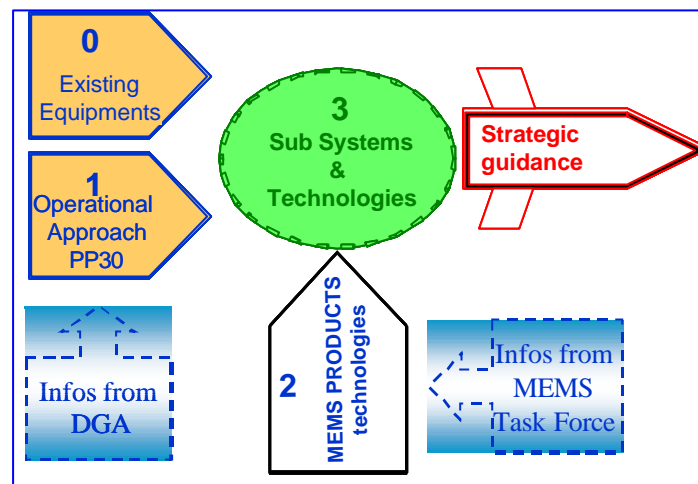 0
Existing
Equipments
1
Operational
Approach
PP30
3
Sub Systems
&
Technologies
Strategic
guidance
Infos from
DGA
2
MEMS PRODUCTS
technologies
Infos from
MEMS
Task Force